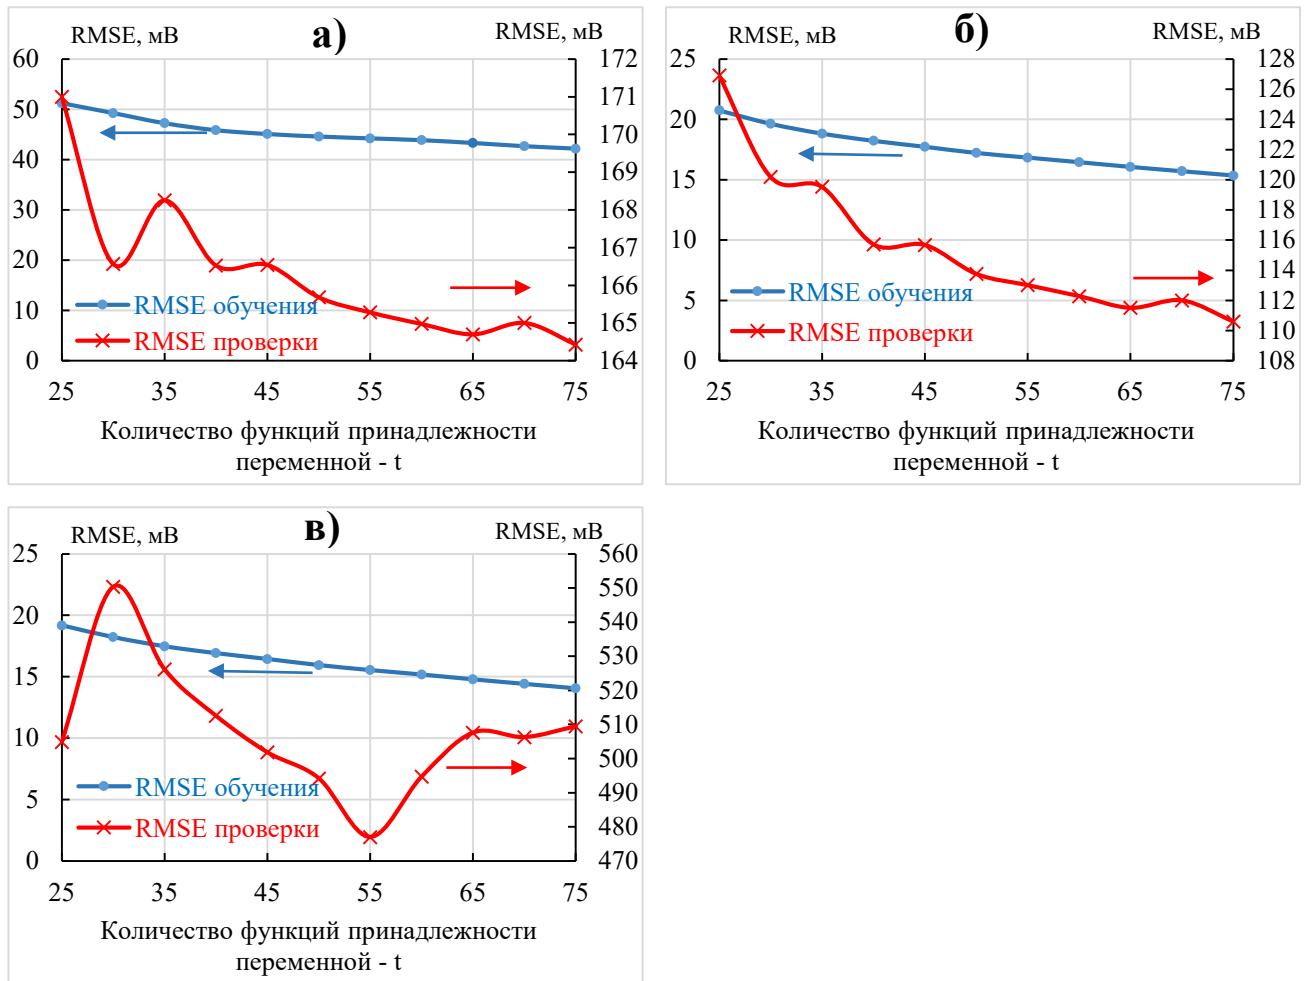 а)
RMSE, мВ
RMSE, мВ
60
50
40
30
20
10
0
172
171
170
169
168
167
166
165
164
RMSE обучения
RMSE проверки
25 35 45 55 65 75
Количество функций принадлежности
переменной - t
б)
RMSE, мВ
RMSE, мВ
25
20
15
10
5
0
128
126
124
122
120
118
116
114
112
110
108
RMSE обучения
RMSE проверки
25 35 45 55 65 75
Количество функций принадлежности
переменной - t
в)
RMSE, мВ
RMSE, мВ
25
20
15
10
5
0
560
550
540
530
520
510
500
490
480
470
RMSE обучения
RMSE проверки
25 35 45 55 65 75
Количество функций принадлежности
переменной - t